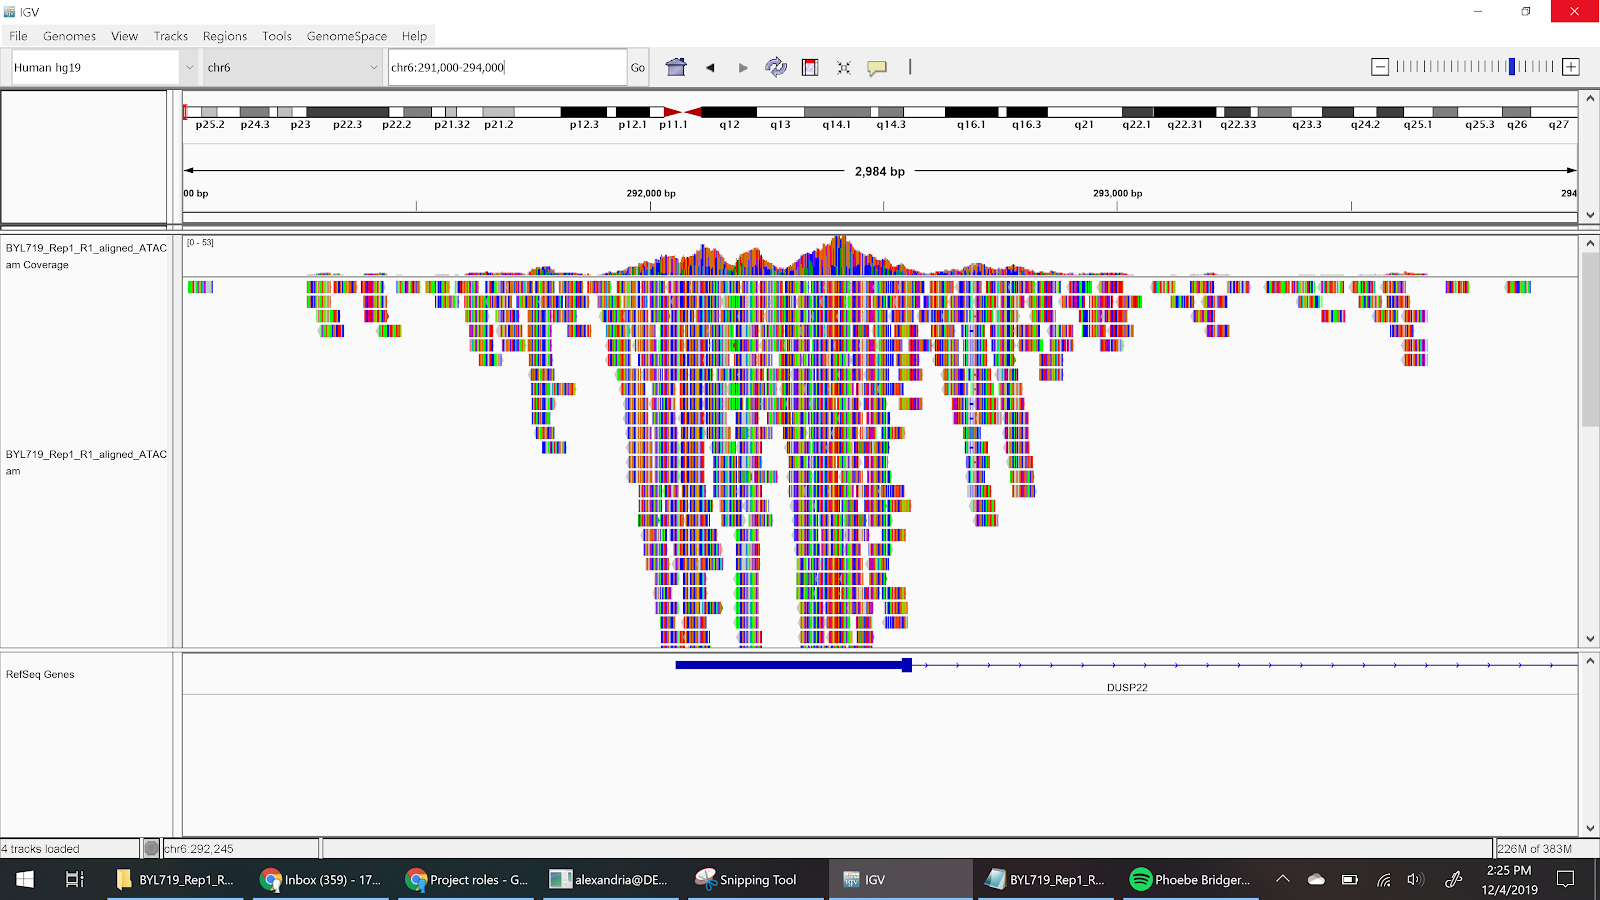 IGV
File Genomes View Tracks Regions Tools GenomeSpace Help
Human hg19 chr6 chr6:291,000-294,000 Go
p25.2 p24.3 p23 p22.3 p22.2 p21.32 p21.2 p12.3 p12.1 p11.1 q12 q13 q14.1 q14.3 q16.1 q16.3 q21 q22.1 q22.31 q22.33 q23.3 q24.2 q25.1 q25.3 q26 q27
2,984 bp
00 bp 292,000 bp 293,000 bp 294
BYL719_Rep1_R1_aligned_ATAC
am Coverage
[0 - 53]
BYL719_Rep1_R1_aligned_ATAC
am
RefSeq Genes
DUSP22
4 tracks loaded chr6:292,245 226M of 383M
BYL719_Rep1_R... Inbox (359) - 17... Project roles - G... alexandria@DE... Snipping Tool IGV BYL719_Rep1_R... Phoebe Bridger... 2:25 PM
12/4/2019